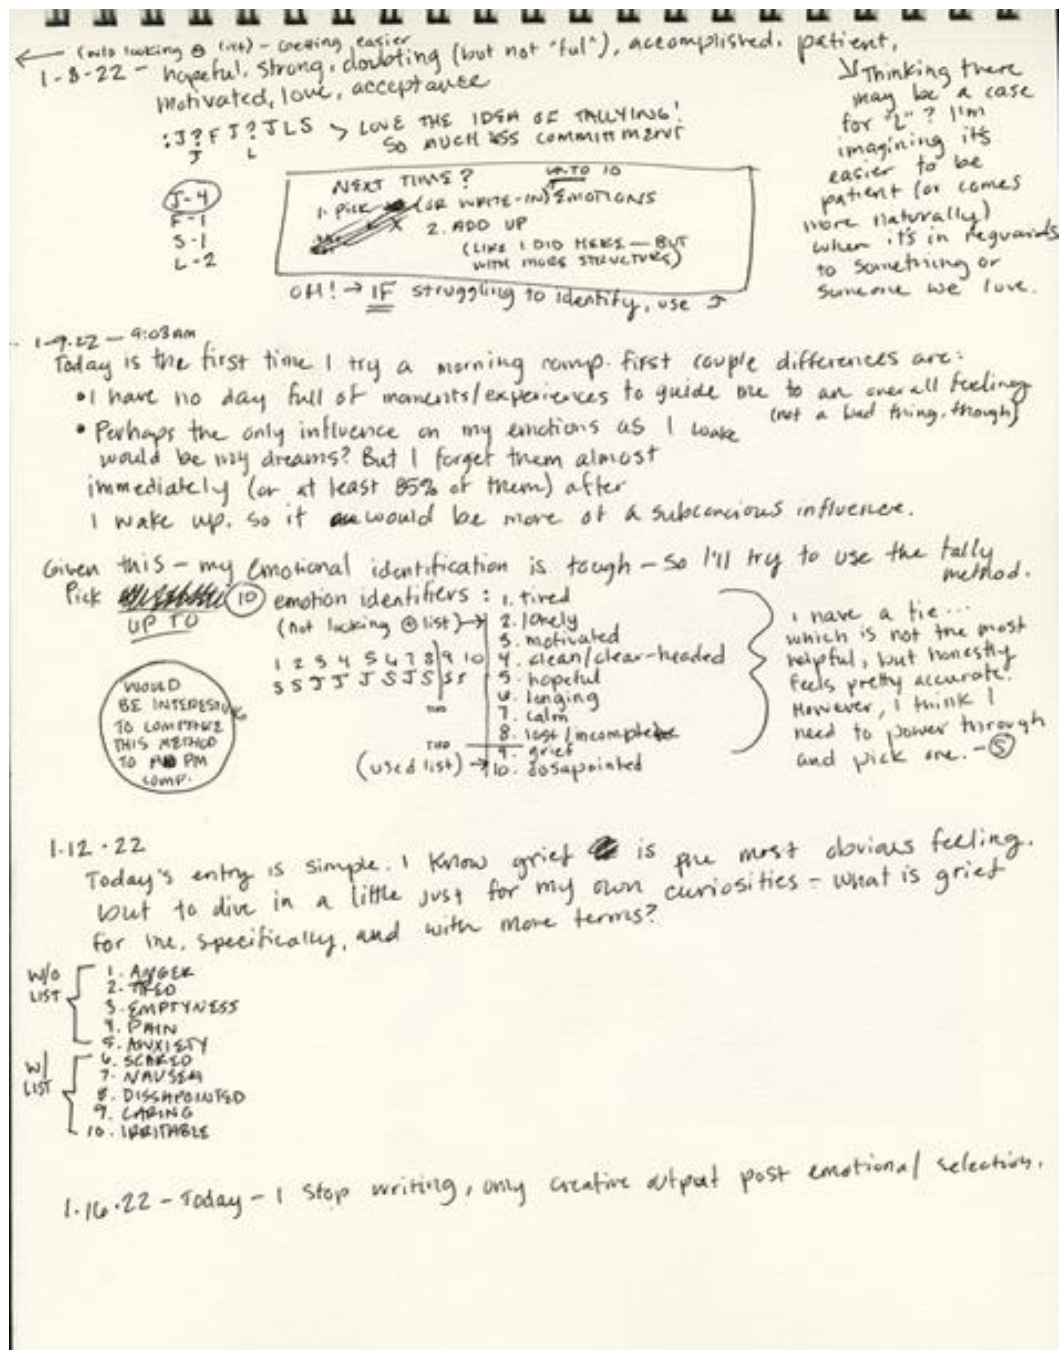 ← (w/o looking @ list) - Getting easier
1-8-22 - hopeful, strong, doubting (but not "ful"), accomplished, patient,
motivated, love, acceptance
: J ? F J ? J L S > LOVE THE IDEA OF TALLYING!
J L SO MUCH LESS COMMITMENT
J-4
F-1
S-1
L-2
NEXT TIME? UP TO 10
1. PICK (OR WRITE-IN) EMOTIONS
2. ADD UP
(LIKE I DID HERE - BUT
WITH MORE STRUCTURE)
OH! → IF struggling to identify, use ↑
↓ Thinking there
may be a case
for "L"? I'm
imagining it's
easier to be
patient (or comes
more naturally)
when it's in reguards
to something or
someone we love.
1-9-22 - 9:03 AM
Today is the first time I try a morning comp. First couple differences are:
• I have no day full of moments/experiences to guide me to an overall feeling
(not a bad thing, though)
• Perhaps the only influence on my emotions as I wake
would be my dreams? But I forget them almost
immediately (or at least 85% of them) after
I wake up. so it would be more of a subconcious influence.
Given this - my emotional identification is tough - so I'll try to use the tally
method.
Pick 10 emotion identifiers :
UP TO
(not looking @ list) →
1. tired
2. lonely
3. motivated
4. clean/clear-headed
5. hopeful
6. longing
7. calm
8. lost/incomplete
9. grief
(used list) → 10. dosapointed
1 2 3 4 5 6 7 8 9 10
S S J J J S J S S S
TWO
TWO
WOULD
BE INTERESTING
TO COMPARE
THIS METHOD
TO PM
COMP.
I have a tie...
which is not the most
helpful, but honestly
feels pretty accurate.
However, I think I
need to power through
and pick one. - S
1.12.22
Today's entry is simple. I know grief is the most obvious feeling.
but to dive in a little just for my own curiosities - what is grief
for me, specifically, and with more terms?
W/O
LIST
1. ANGER
2. TIRED
3. EMPTYNESS
4. PAIN
5. ANXIETY
W/
LIST
6. SCARED
7. NAUSEA
8. DISSAPOINTED
9. CARING
10. IRRITABLE
1.16.22 - Today - I stop writing, only creative output post emotional selection.